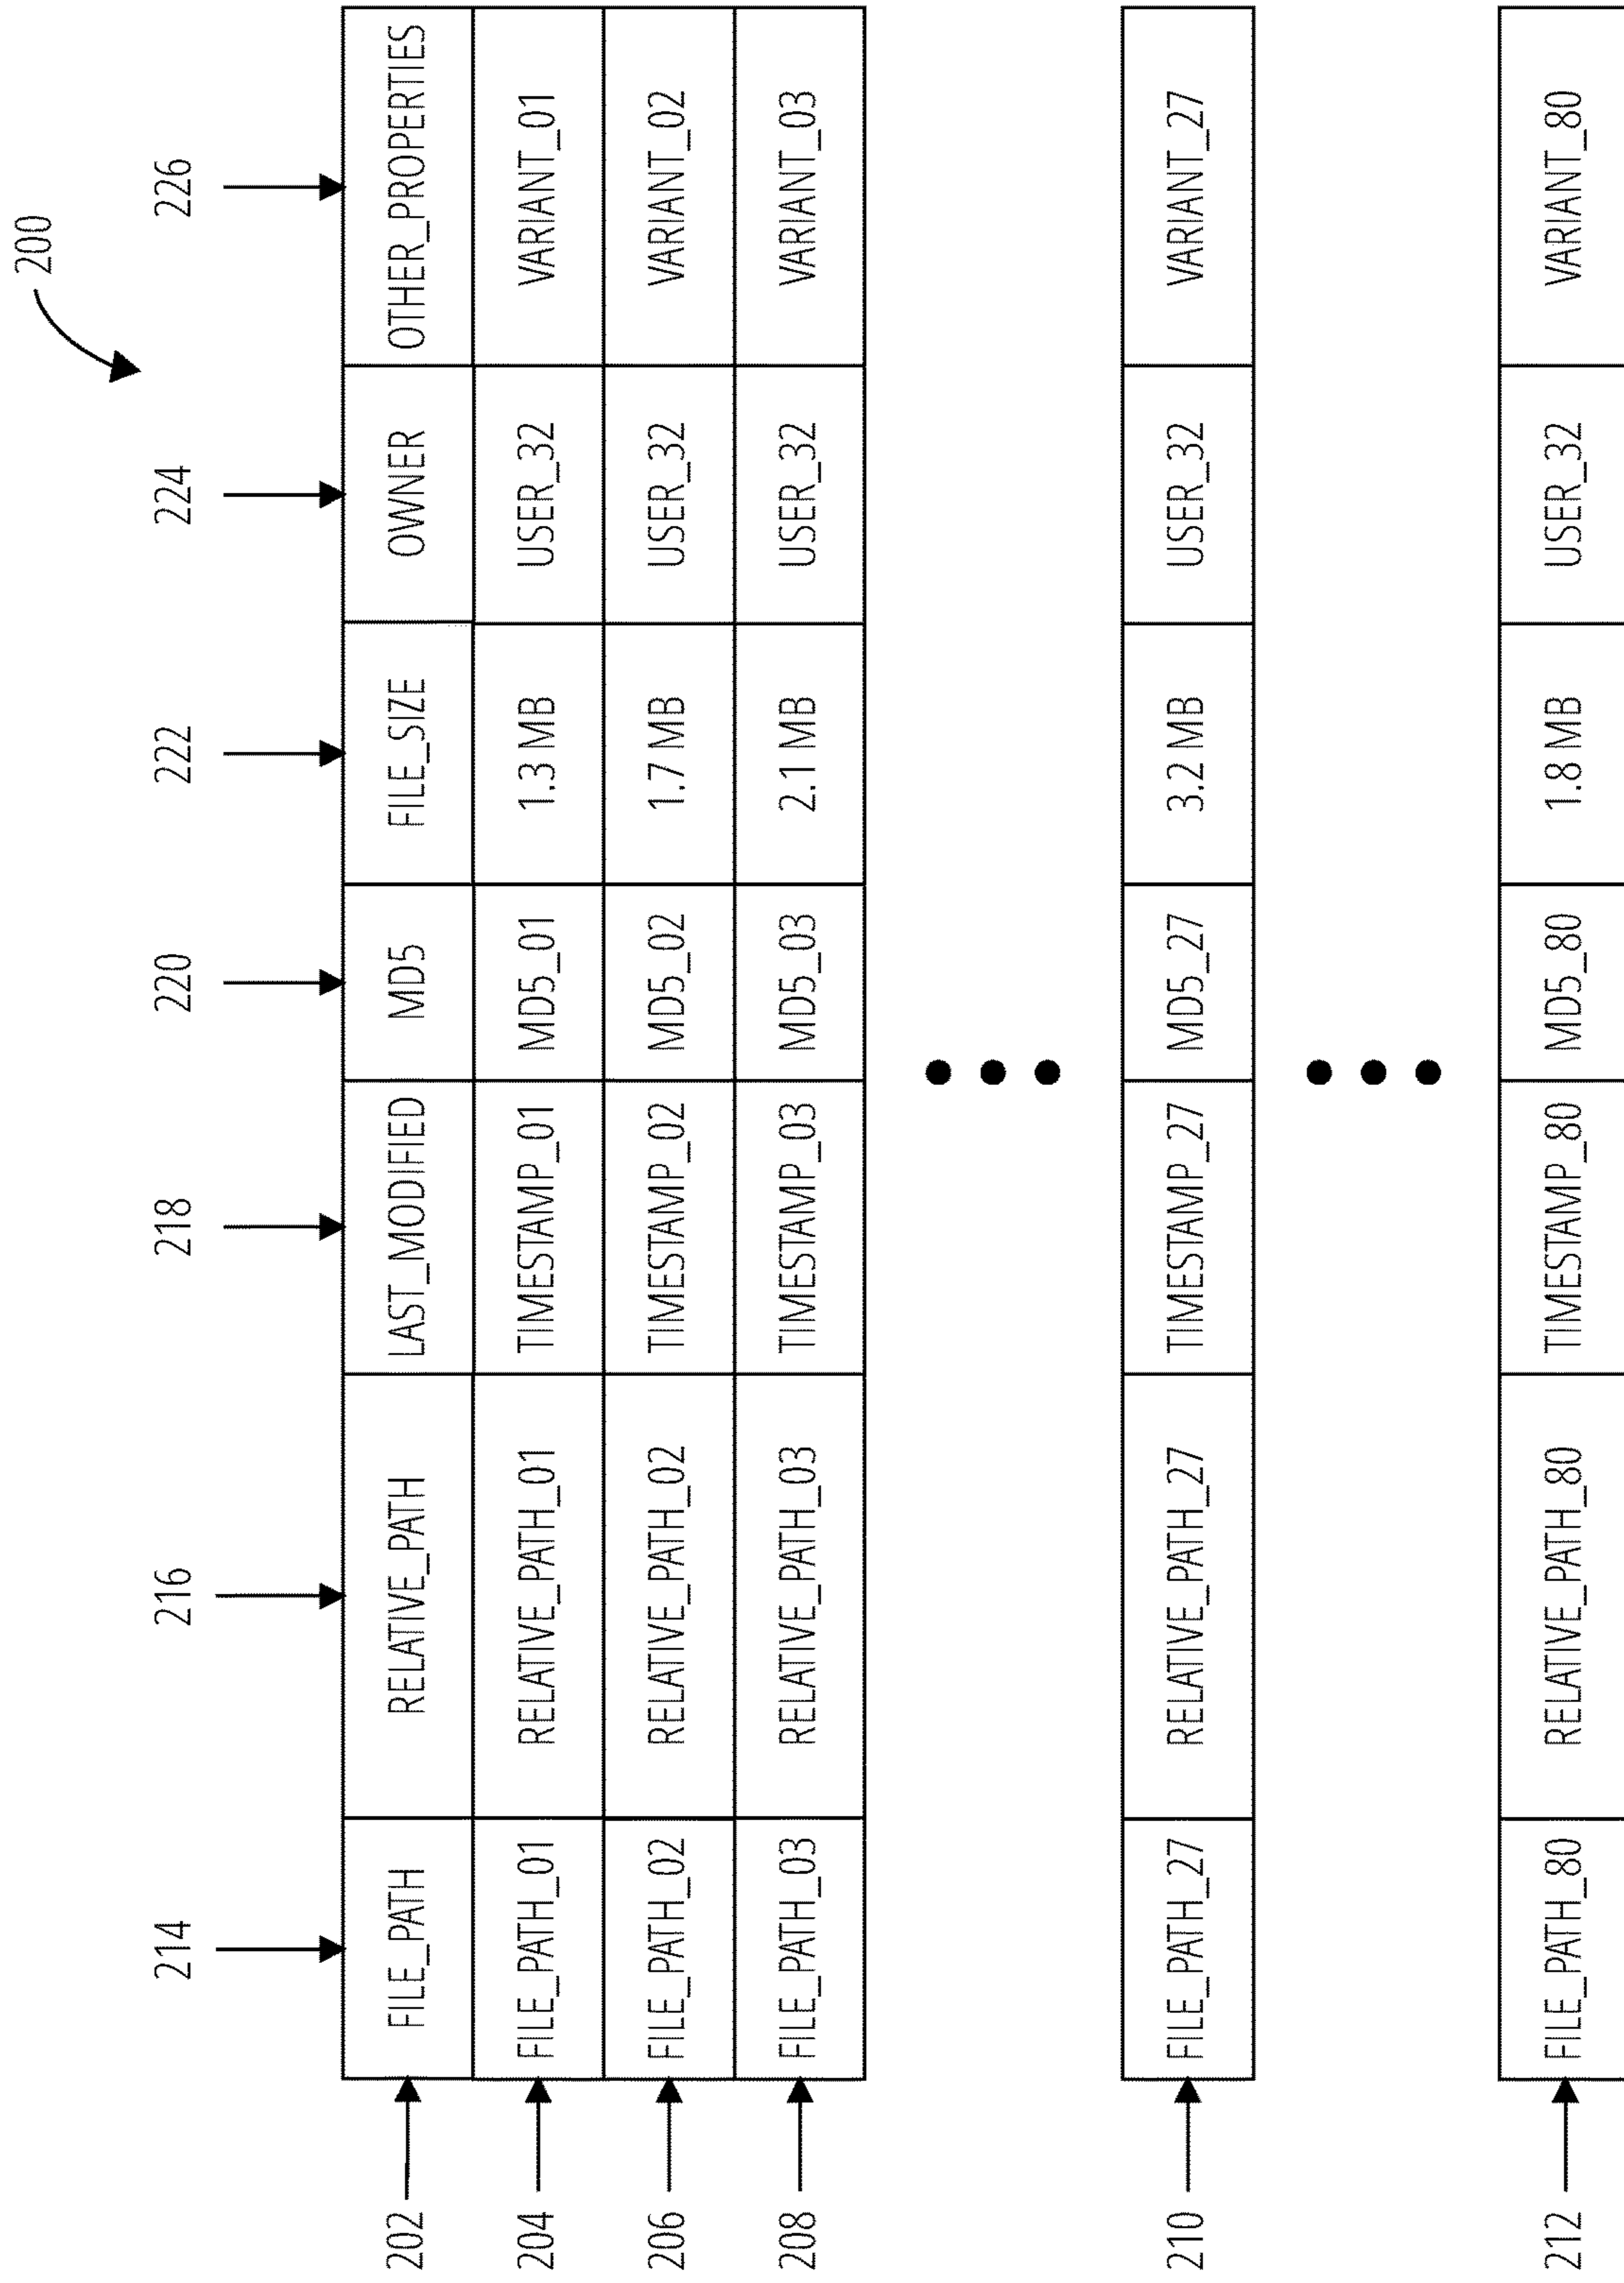 200
214 216 218 220 222 224 226
202 FILE_PATH RELATIVE_PATH LAST_MODIFIED MD5 FILE_SIZE OWNER OTHER_PROPERTIES
204 FILE_PATH_01 RELATIVE_PATH_01 TIMESTAMP_01 MD5_01 1.3 MB USER_32 VARIANT_01
206 FILE_PATH_02 RELATIVE_PATH_02 TIMESTAMP_02 MD5_02 1.7 MB USER_32 VARIANT_02
208 FILE_PATH_03 RELATIVE_PATH_03 TIMESTAMP_03 MD5_03 2.1 MB USER_32 VARIANT_03
210 FILE_PATH_27 RELATIVE_PATH_27 TIMESTAMP_27 MD5_27 3.2 MB USER_32 VARIANT_27
212 FILE_PATH_80 RELATIVE_PATH_80 TIMESTAMP_80 MD5_80 1.8 MB USER_32 VARIANT_80